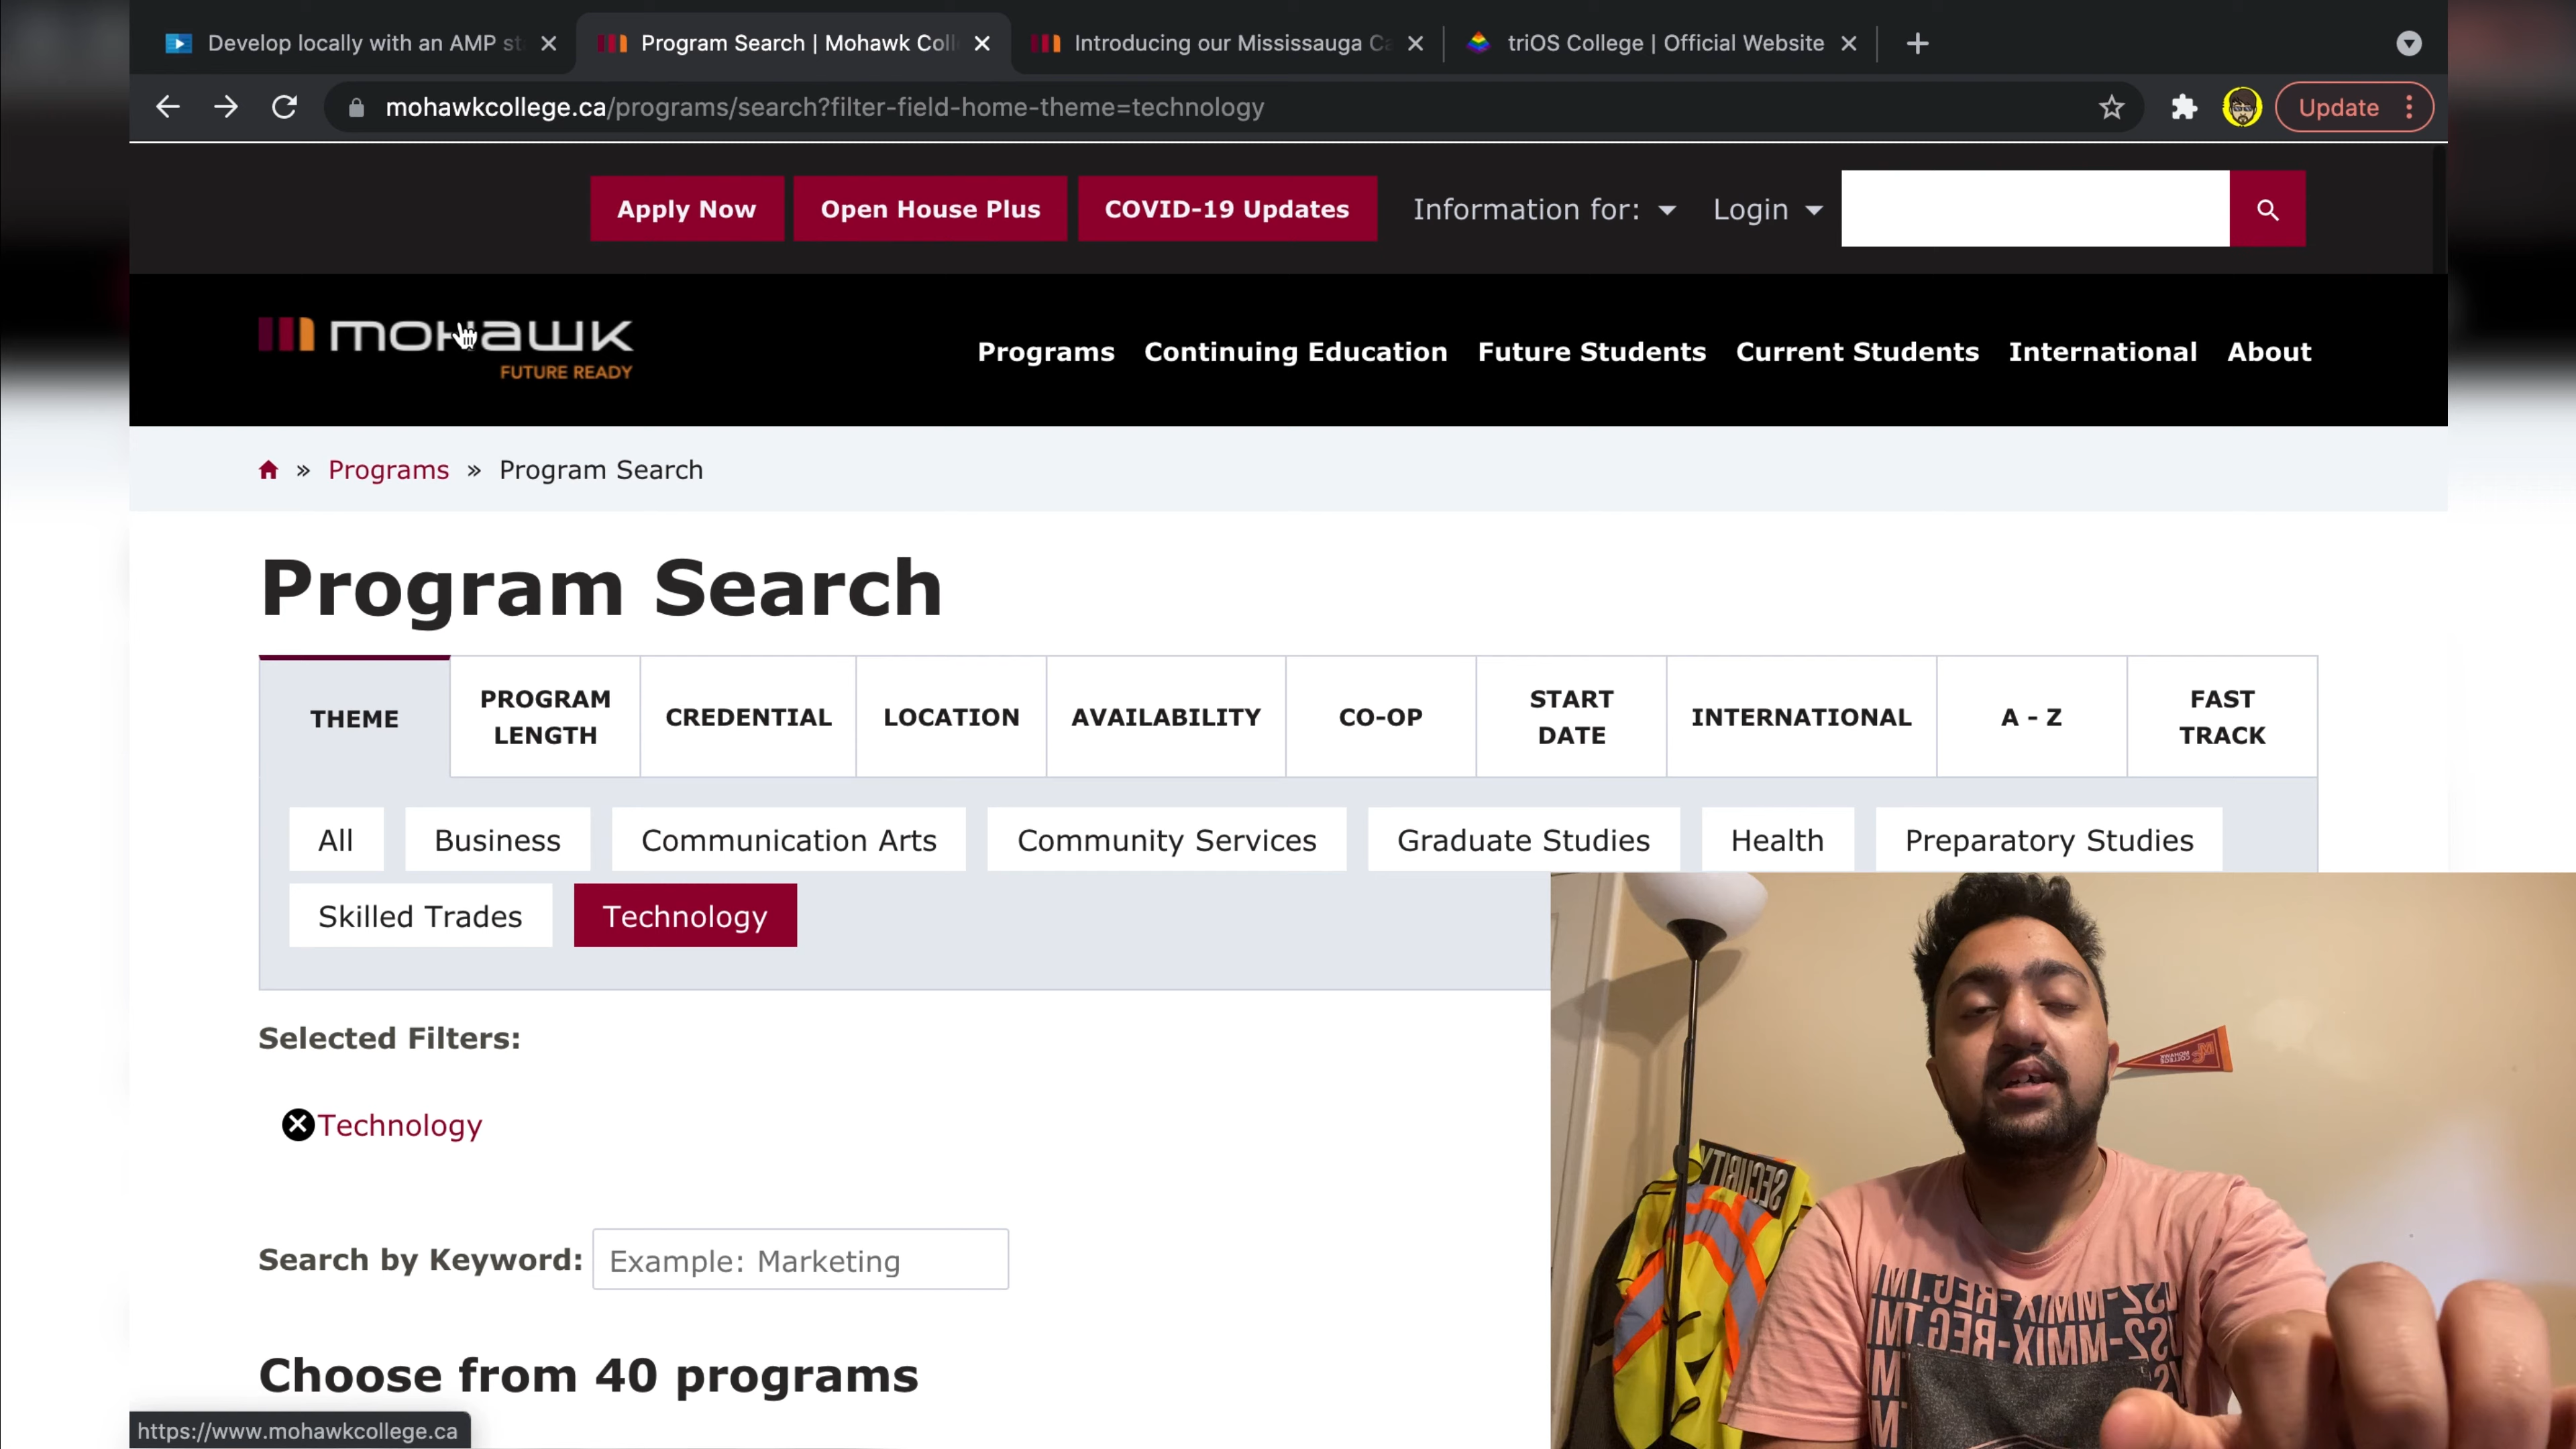 Develop locally with an AMP st
Program Search | Mohawk Coll
Introducing our Mississauga Ca
triOS College | Official Website
mohawkcollege.ca/programs/search?filter-field-home-theme=technology
Update
Apply Now
Open House Plus
COVID-19 Updates
Information for:
Login
mohawk
FUTURE READY
Programs
Continuing Education
Future Students
Current Students
International
About
» Programs » Program Search
Program Search
THEME
PROGRAM
LENGTH
CREDENTIAL
LOCATION
AVAILABILITY
CO-OP
START
DATE
INTERNATIONAL
A - Z
FAST
TRACK
All
Business
Communication Arts
Community Services
Graduate Studies
Health
Preparatory Studies
Skilled Trades
Technology
Selected Filters:
Technology
Search by Keyword:
Example: Marketing
Choose from 40 programs
https://www.mohawkcollege.ca
MOHAWK
COLLEGE
SECURITY